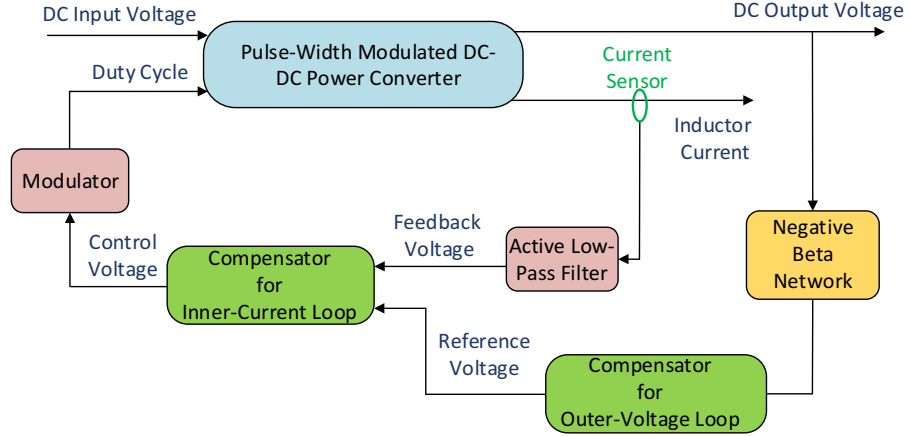 DC Input Voltage
DC Output Voltage
Pulse-Width Modulated DC-
DC Power Converter
Current
Sensor
Duty Cycle
Inductor
Current
Modulator
Feedback
Voltage
Active Low-
Pass Filter
Negative
Beta
Network
Control
Voltage
Compensator
for
Inner-Current Loop
Reference
Voltage
Compensator
for
Outer-Voltage Loop